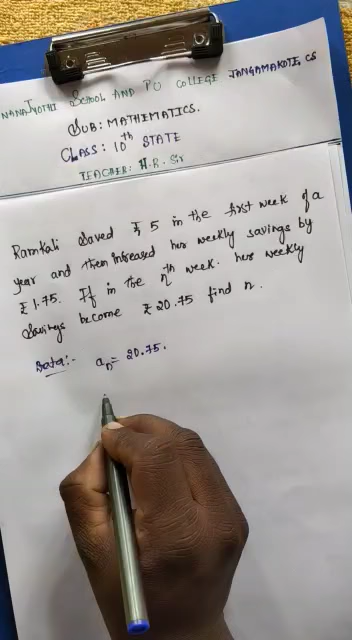 NANAJYOTHI SCHOOL AND PU COLLEGE JANGAMAKOTE, CS
SUB: MATHEMATICS.
CLASS: 10th STATE
TEACHER: H.R. Sir
Ramkali Saved ₹ 5 in the first week of a
year and then Increased her weekly savings by
₹ 1.75. If in the nth week. her weekly
Savings become ₹ 20.75 find n.
Data:- an= 20.75.